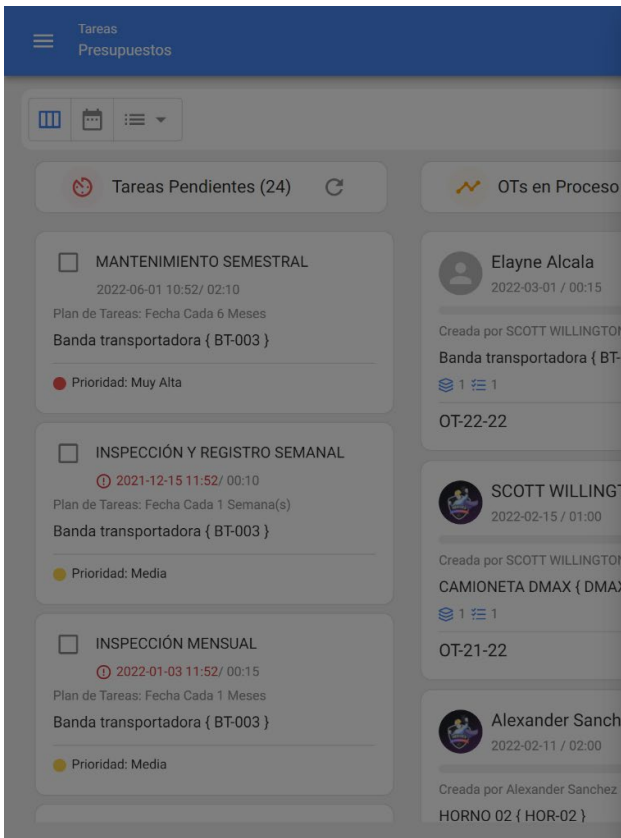 Tareas
Presupuestos
Tareas Pendientes (24)
MANTENIMIENTO SEMESTRAL
2022-06-01 10:52/ 02:10
Plan de Tareas: Fecha Cada 6 Meses
Banda transportadora { BT-003 }
Prioridad: Muy Alta
INSPECCIÓN Y REGISTRO SEMANAL
2021-12-15 11:52/ 00:10
Plan de Tareas: Fecha Cada 1 Semana(s)
Banda transportadora { BT-003 }
Prioridad: Media
INSPECCIÓN MENSUAL
2022-01-03 11:52/ 00:15
Plan de Tareas: Fecha Cada 1 Meses
Banda transportadora { BT-003 }
Prioridad: Media
OTs en Proceso
Elayne Alcala
2022-03-01 / 00:15
Creada por SCOTT WILLINGTON
Banda transportadora { BT-
1 1
OT-22-22
SCOTT WILLINGT
2022-02-15 / 01:00
Creada por SCOTT WILLINGTON
CAMIONETA DMAX { DMAX
1 1
OT-21-22
Alexander Sanch
2022-02-11 / 02:00
Creada por Alexander Sanchez
HORNO 02 { HOR-02 }